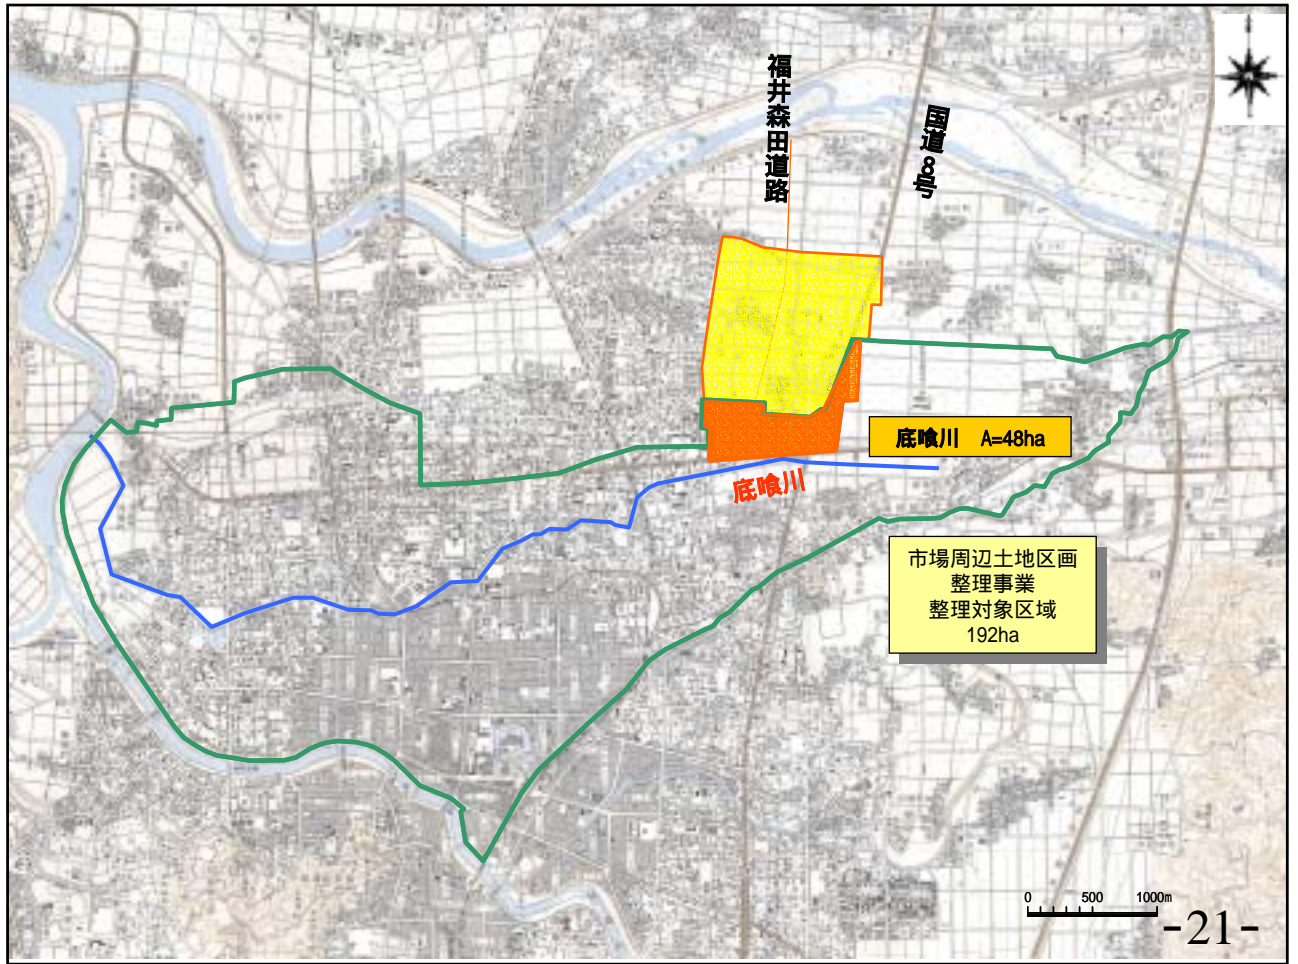 福井森田道路
国道8号
底喰川 A=48ha
底喰川
市場周辺土地区画
整理事業
整理対象区域
192ha
0 500 1000m
-21-